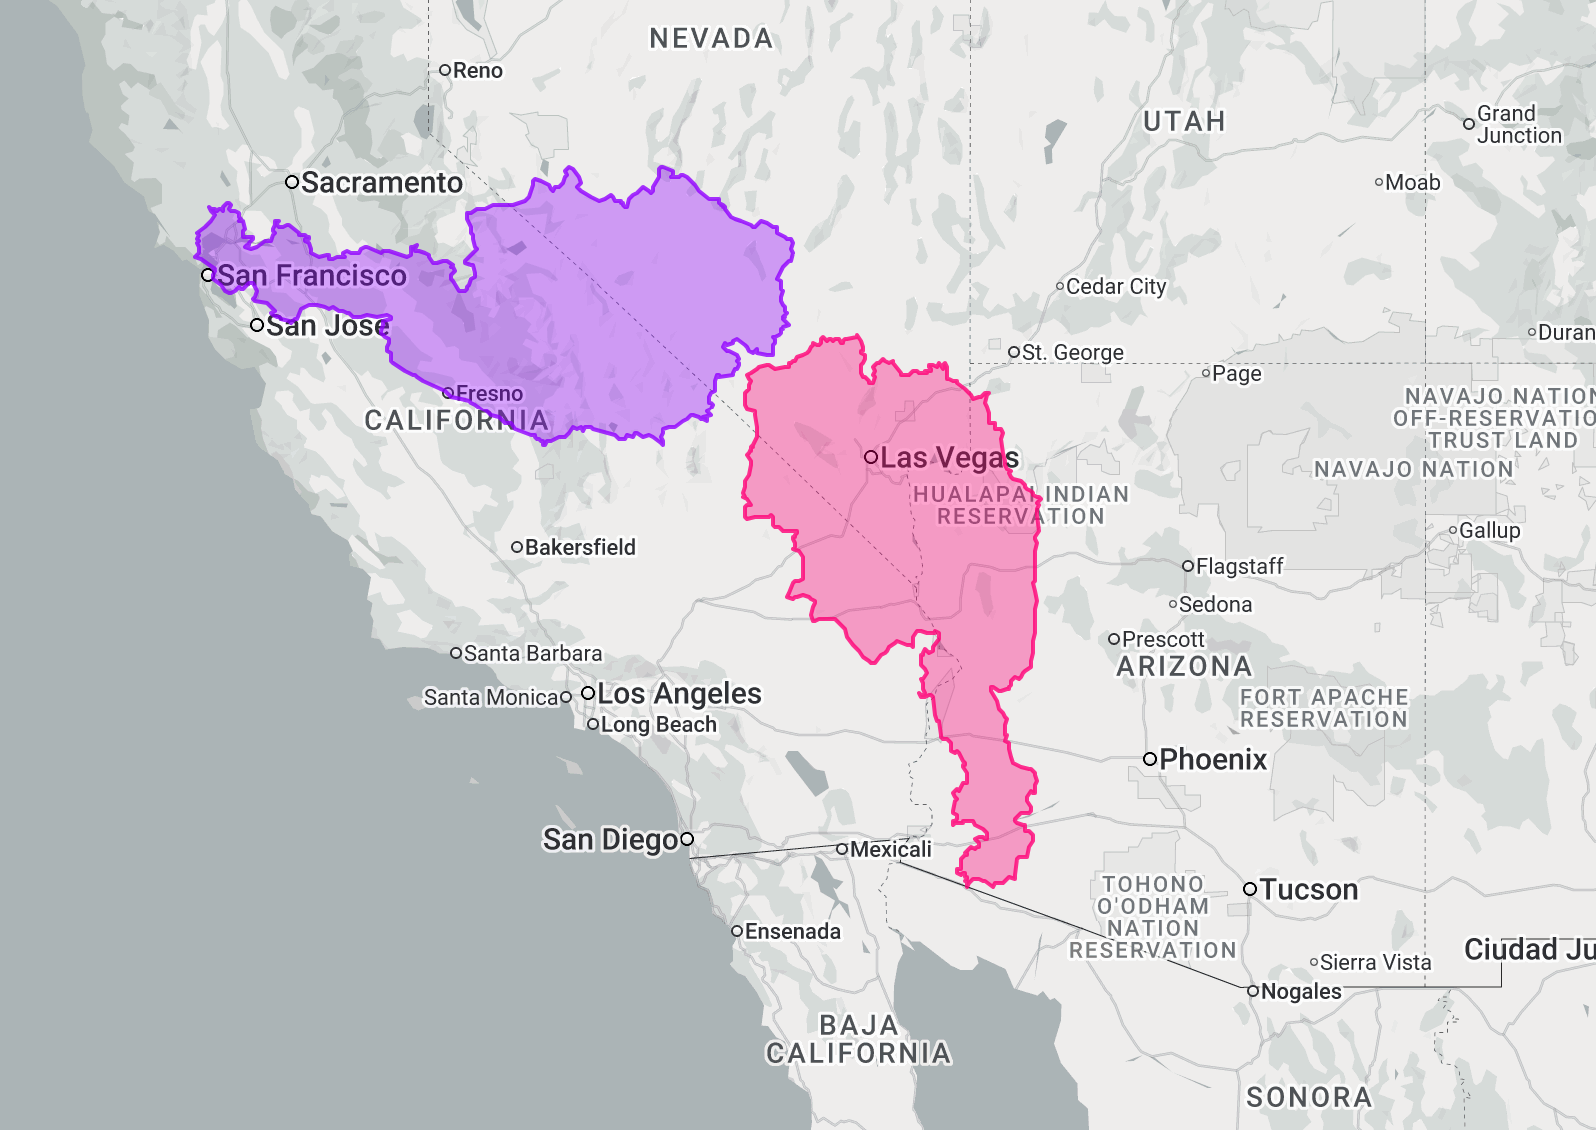 NEVADA
Reno
UTAH
Grand
Junction
Moab
Sacramento
San Francisco
San Jose
Cedar City
St. George
Page
Duran
Fresno
CALIFORNIA
NAVAJO NATION
OFF-RESERVATIO
TRUST LAND
NAVAJO NATION
Las Vegas
HUALAPAI INDIAN
RESERVATION
Gallup
Bakersfield
Flagstaff
Sedona
Prescott
ARIZONA
Santa Barbara
Santa Monica
Los Angeles
Long Beach
FORT APACHE
RESERVATION
Phoenix
San Diego
Mexicali
TOHONO
O'ODHAM
NATION
RESERVATION
Tucson
Ensenada
Sierra Vista
Ciudad Ju
Nogales
BAJA
CALIFORNIA
SONORA